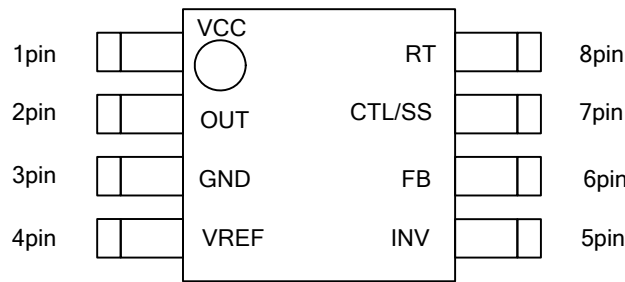 1pin VCC RT 8pin
2pin OUT CTL/SS 7pin
3pin GND FB 6pin
4pin VREF INV 5pin